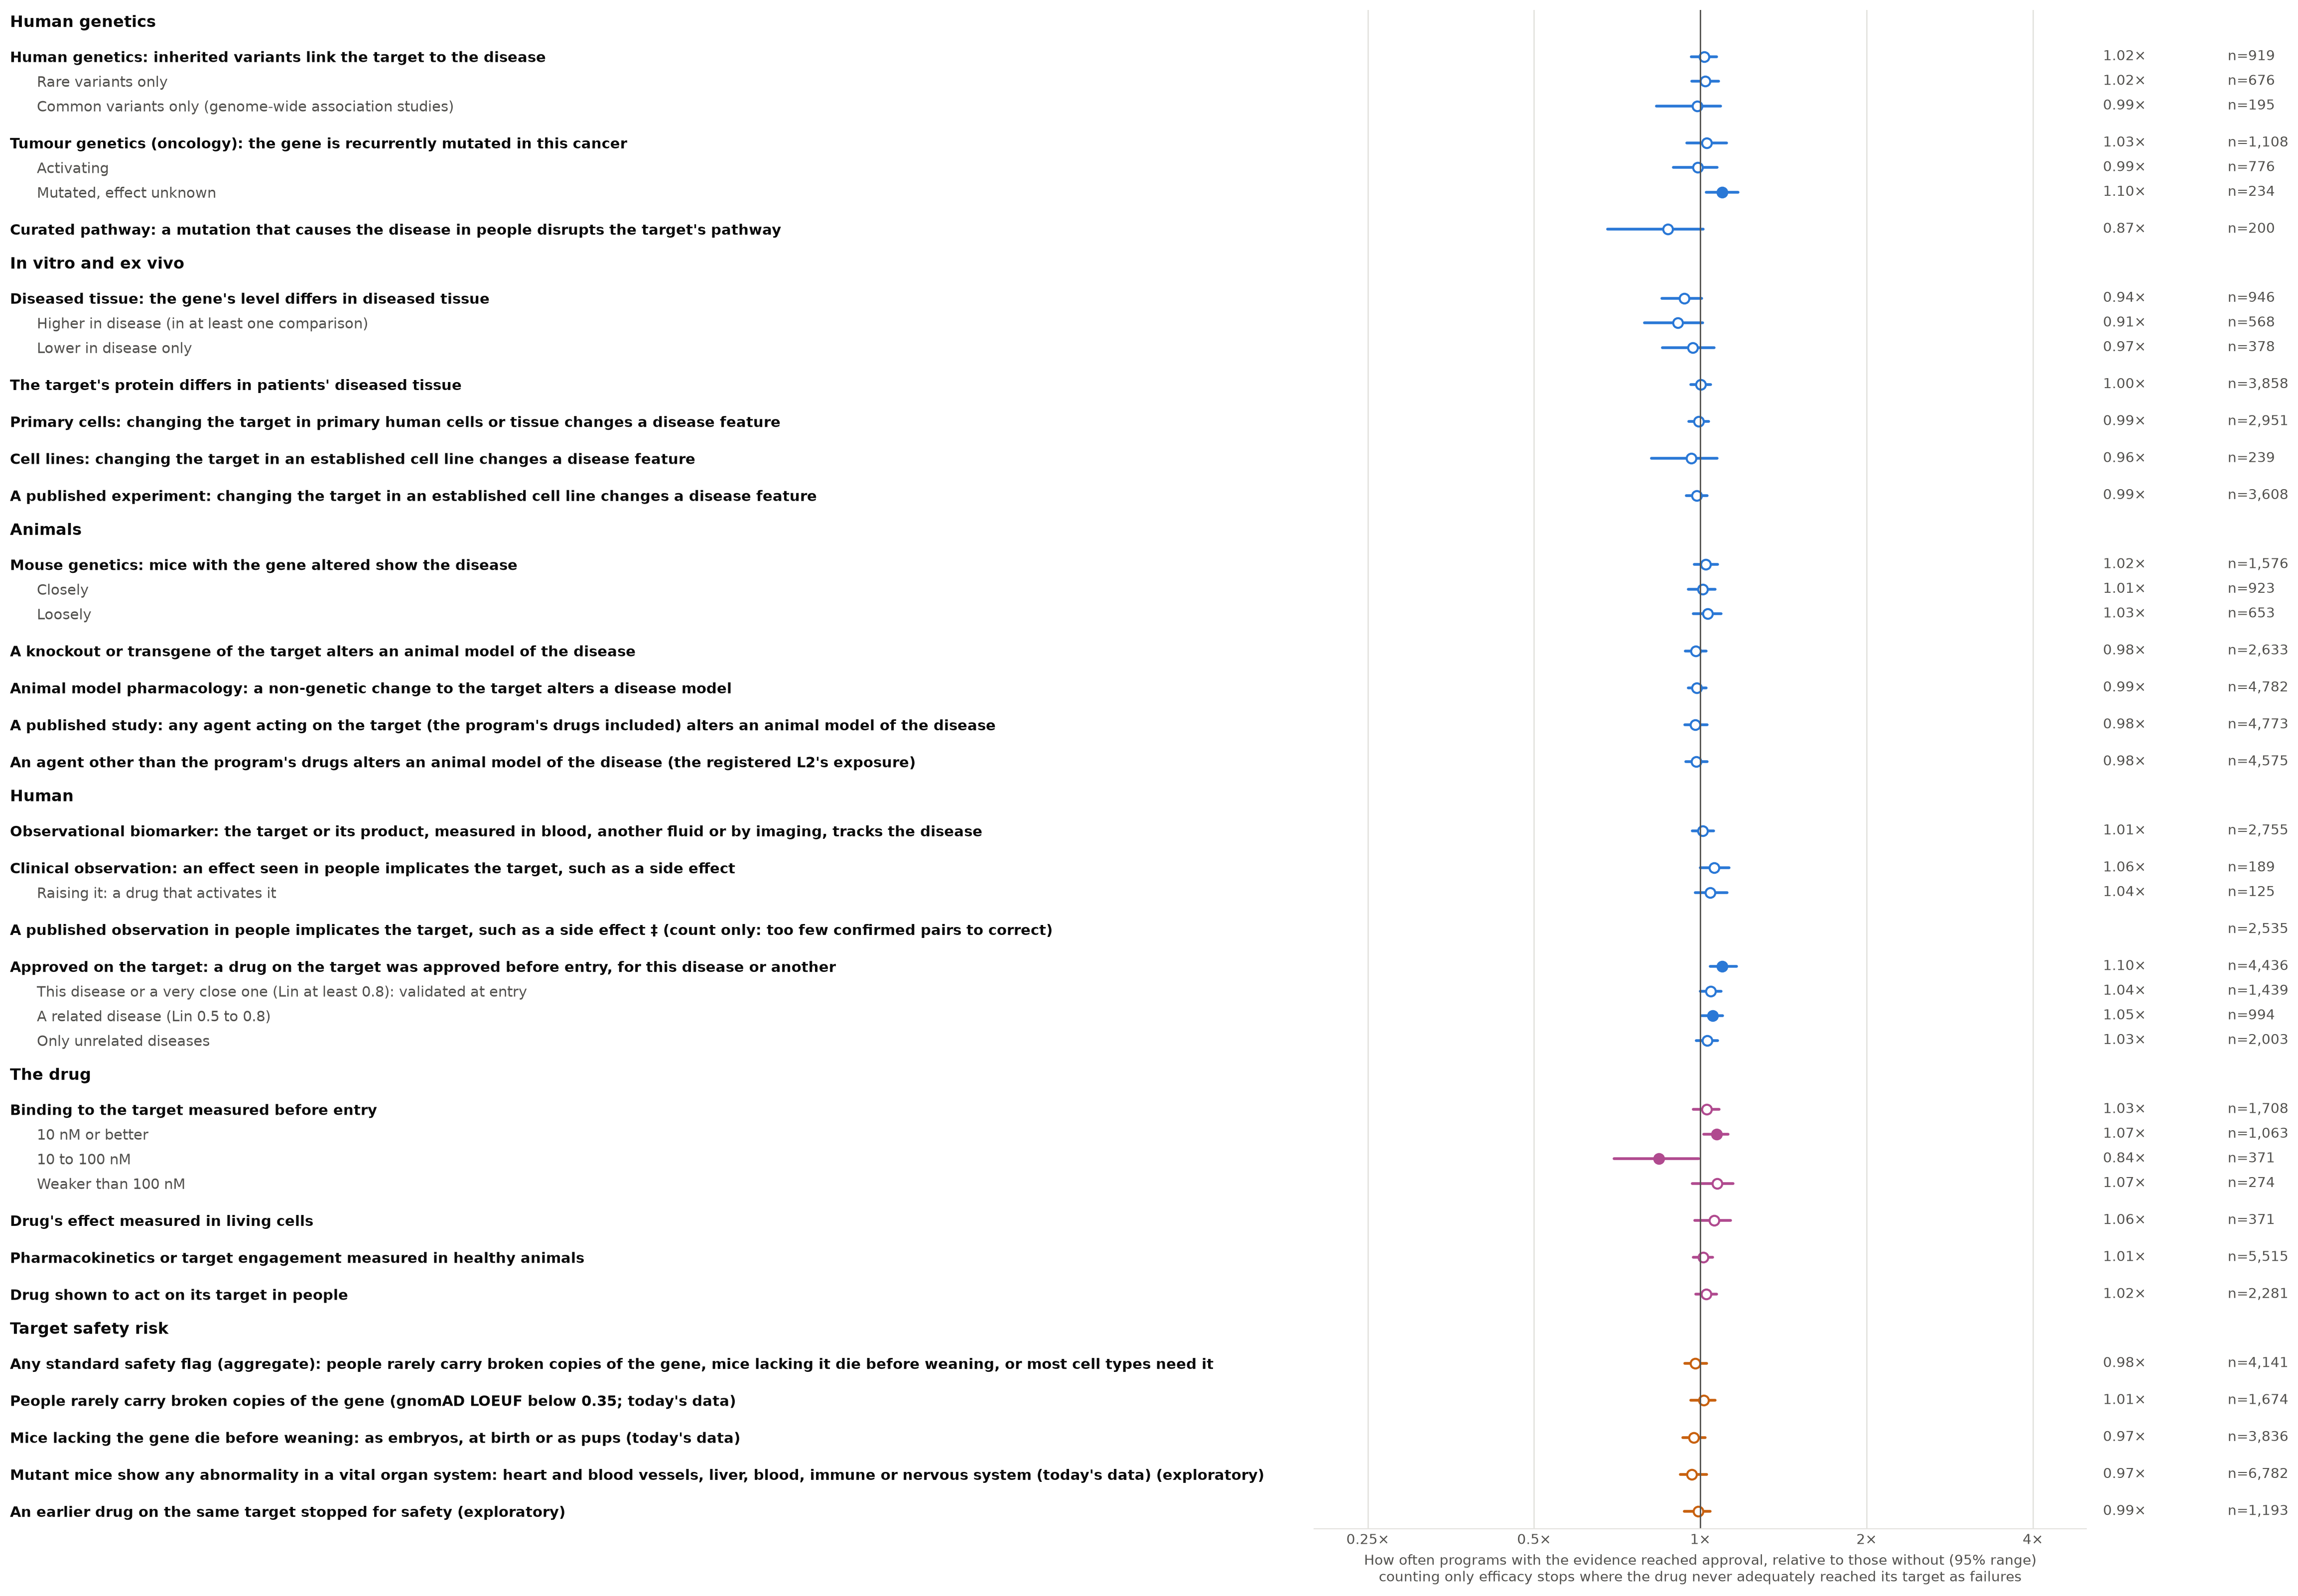 Human genetics
Human genetics: inherited variants link the target to the disease 1.02× n=919
Rare variants only 1.02× n=676
Common variants only (genome-wide association studies) 0.99× n=195
Tumour genetics (oncology): the gene is recurrently mutated in this cancer 1.03× n=1,108
Activating 0.99× n=776
Mutated, effect unknown 1.10× n=234
Curated pathway: a mutation that causes the disease in people disrupts the target's pathway 0.87× n=200
In vitro and ex vivo
Diseased tissue: the gene's level differs in diseased tissue 0.94× n=946
Higher in disease (in at least one comparison) 0.91× n=568
Lower in disease only 0.97× n=378
The target's protein differs in patients' diseased tissue 1.00× n=3,858
Primary cells: changing the target in primary human cells or tissue changes a disease feature 0.99× n=2,951
Cell lines: changing the target in an established cell line changes a disease feature 0.96× n=239
A published experiment: changing the target in an established cell line changes a disease feature 0.99× n=3,608
Animals
Mouse genetics: mice with the gene altered show the disease 1.02× n=1,576
Closely 1.01× n=923
Loosely 1.03× n=653
A knockout or transgene of the target alters an animal model of the disease 0.98× n=2,633
Animal model pharmacology: a non-genetic change to the target alters a disease model 0.99× n=4,782
A published study: any agent acting on the target (the program's drugs included) alters an animal model of the disease 0.98× n=4,773
An agent other than the program's drugs alters an animal model of the disease (the registered L2's exposure) 0.98× n=4,575
Human
Observational biomarker: the target or its product, measured in blood, another fluid or by imaging, tracks the disease 1.01× n=2,755
Clinical observation: an effect seen in people implicates the target, such as a side effect 1.06× n=189
Raising it: a drug that activates it 1.04× n=125
A published observation in people implicates the target, such as a side effect ‡ (count only: too few confirmed pairs to correct) n=2,535
Approved on the target: a drug on the target was approved before entry, for this disease or another 1.10× n=4,436
This disease or a very close one (Lin at least 0.8): validated at entry 1.04× n=1,439
A related disease (Lin 0.5 to 0.8) 1.05× n=994
Only unrelated diseases 1.03× n=2,003
The drug
Binding to the target measured before entry 1.03× n=1,708
10 nM or better 1.07× n=1,063
10 to 100 nM 0.84× n=371
Weaker than 100 nM 1.07× n=274
Drug's effect measured in living cells 1.06× n=371
Pharmacokinetics or target engagement measured in healthy animals 1.01× n=5,515
Drug shown to act on its target in people 1.02× n=2,281
Target safety risk
Any standard safety flag (aggregate): people rarely carry broken copies of the gene, mice lacking it die before weaning, or most cell types need it 0.98× n=4,141
People rarely carry broken copies of the gene (gnomAD LOEUF below 0.35; today's data) 1.01× n=1,674
Mice lacking the gene die before weaning: as embryos, at birth or as pups (today's data) 0.97× n=3,836
Mutant mice show any abnormality in a vital organ system: heart and blood vessels, liver, blood, immune or nervous system (today's data) (exploratory) 0.97× n=6,782
An earlier drug on the same target stopped for safety (exploratory) 0.99× n=1,193
0.25× 0.5× 1× 2× 4×
How often programs with the evidence reached approval, relative to those without (95% range)
counting only efficacy stops where the drug never adequately reached its target as failures